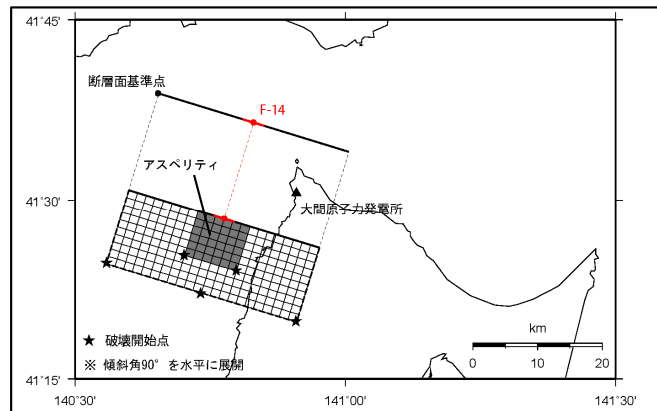 41°45'
断層面基準点
F-14
アスペリティ
41°30'
大間原子力発電所
★ 破壊開始点
※ 傾斜角90°を水平に展開
km
0 10 20
41°15'
140°30' 141°00' 141°30'